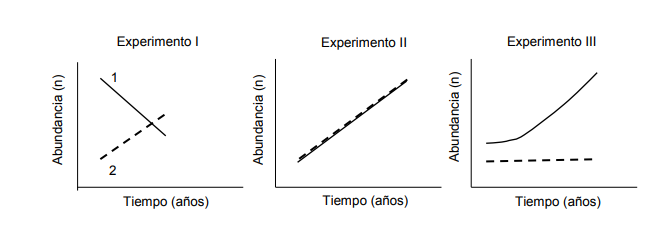 Experimento I
Abundancia (n)
1
2
Tiempo (años)
Experimento II
Abundancia (n)
Tiempo (años)
Experimento III
Abundancia (n)
Tiempo (años)